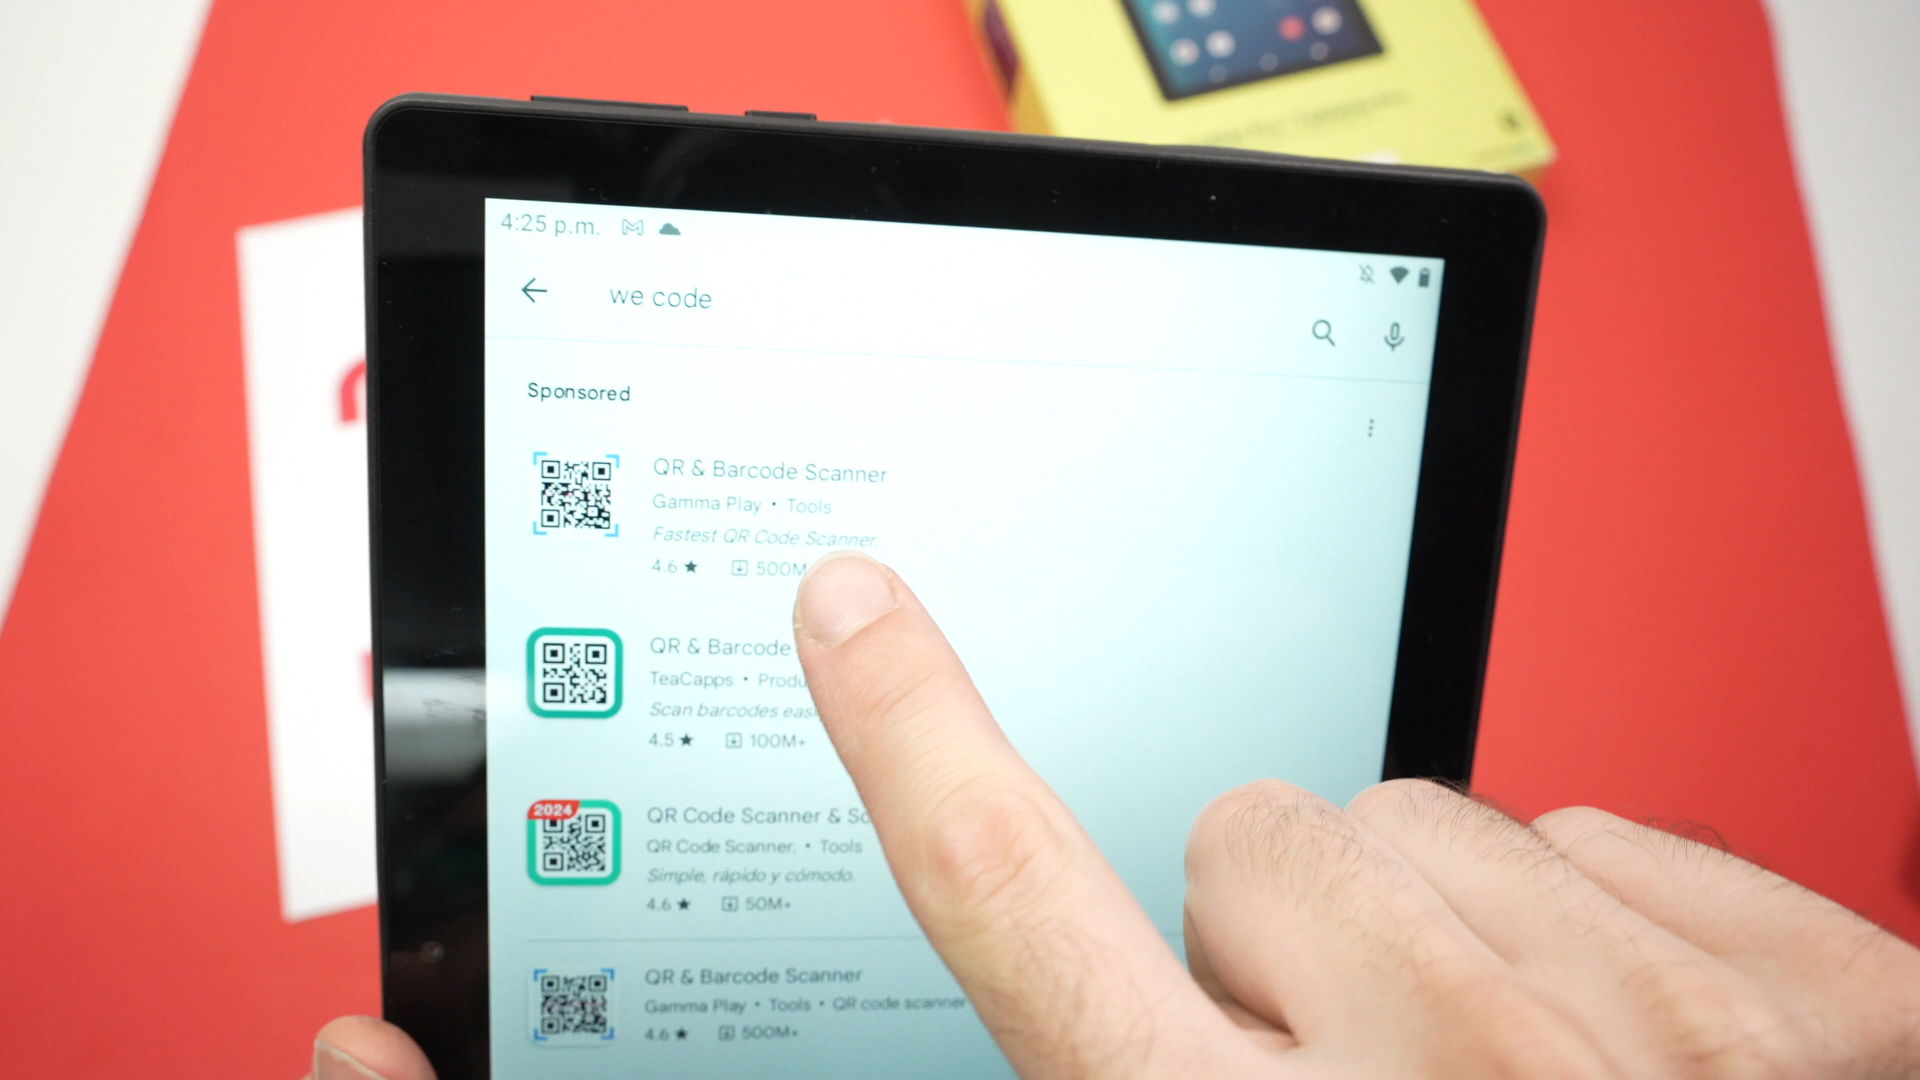 4:25 p.m.
we code
Sponsored
QR & Barcode Scanner
Gamma Play • Tools
Fastest QR Code Scanner.
4.6 ★ 500M
QR & Barcode
TeaCapps • Produ
Scan barcodes easi
4.5 ★ 100M+
2024
QR Code Scanner & Sc
QR Code Scanner. • Tools
Simple, rápido y cómodo.
4.6 ★ 50M+
QR & Barcode Scanner
Gamma Play • Tools • QR code scanner
4.6 ★ 500M+